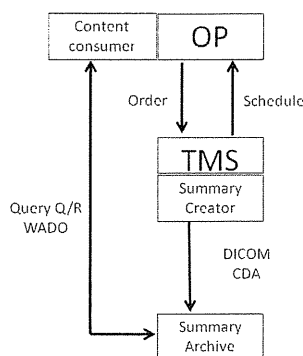 Content
consumer
OP
Order
Schedule
TMS
Summary
Creator
Query Q/R
WADO
DICOM
CDA
Summary
Archive